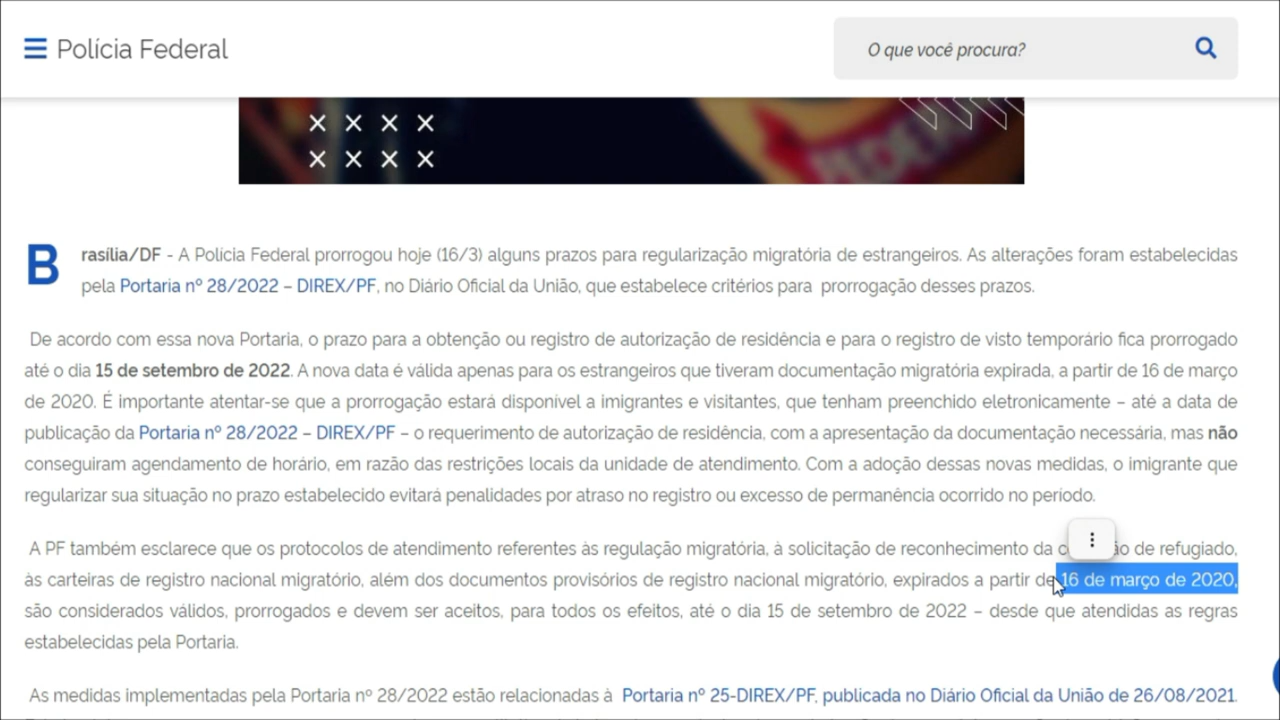 Polícia Federal
O que você procura?
Brasília/DF - A Polícia Federal prorrogou hoje (16/3) alguns prazos para regularização migratória de estrangeiros. As alterações foram estabelecidas
pela Portaria nº 28/2022 – DIREX/PF, no Diário Oficial da União, que estabelece critérios para prorrogação desses prazos.
De acordo com essa nova Portaria, o prazo para a obtenção ou registro de autorização de residência e para o registro de visto temporário fica prorrogado
até o dia 15 de setembro de 2022. A nova data é válida apenas para os estrangeiros que tiveram documentação migratória expirada, a partir de 16 de março
de 2020. É importante atentar-se que a prorrogação estará disponível a imigrantes e visitantes, que tenham preenchido eletronicamente – até a data de
publicação da Portaria nº 28/2022 – DIREX/PF – o requerimento de autorização de residência, com a apresentação da documentação necessária, mas não
conseguiram agendamento de horário, em razão das restrições locais da unidade de atendimento. Com a adoção dessas novas medidas, o imigrante que
regularizar sua situação no prazo estabelecido evitará penalidades por atraso no registro ou excesso de permanência ocorrido no período.
A PF também esclarece que os protocolos de atendimento referentes às regulação migratória, à solicitação de reconhecimento da de refugiado,
às carteiras de registro nacional migratório, além dos documentos provisórios de registro nacional migratório, expirados a partir de 16 de março de 2020,
são considerados válidos, prorrogados e devem ser aceitos, para todos os efeitos, até o dia 15 de setembro de 2022 – desde que atendidas as regras
estabelecidas pela Portaria.
As medidas implementadas pela Portaria nº 28/2022 estão relacionadas à Portaria nº 25-DIREX/PF, publicada no Diário Oficial da União de 26/08/2021.